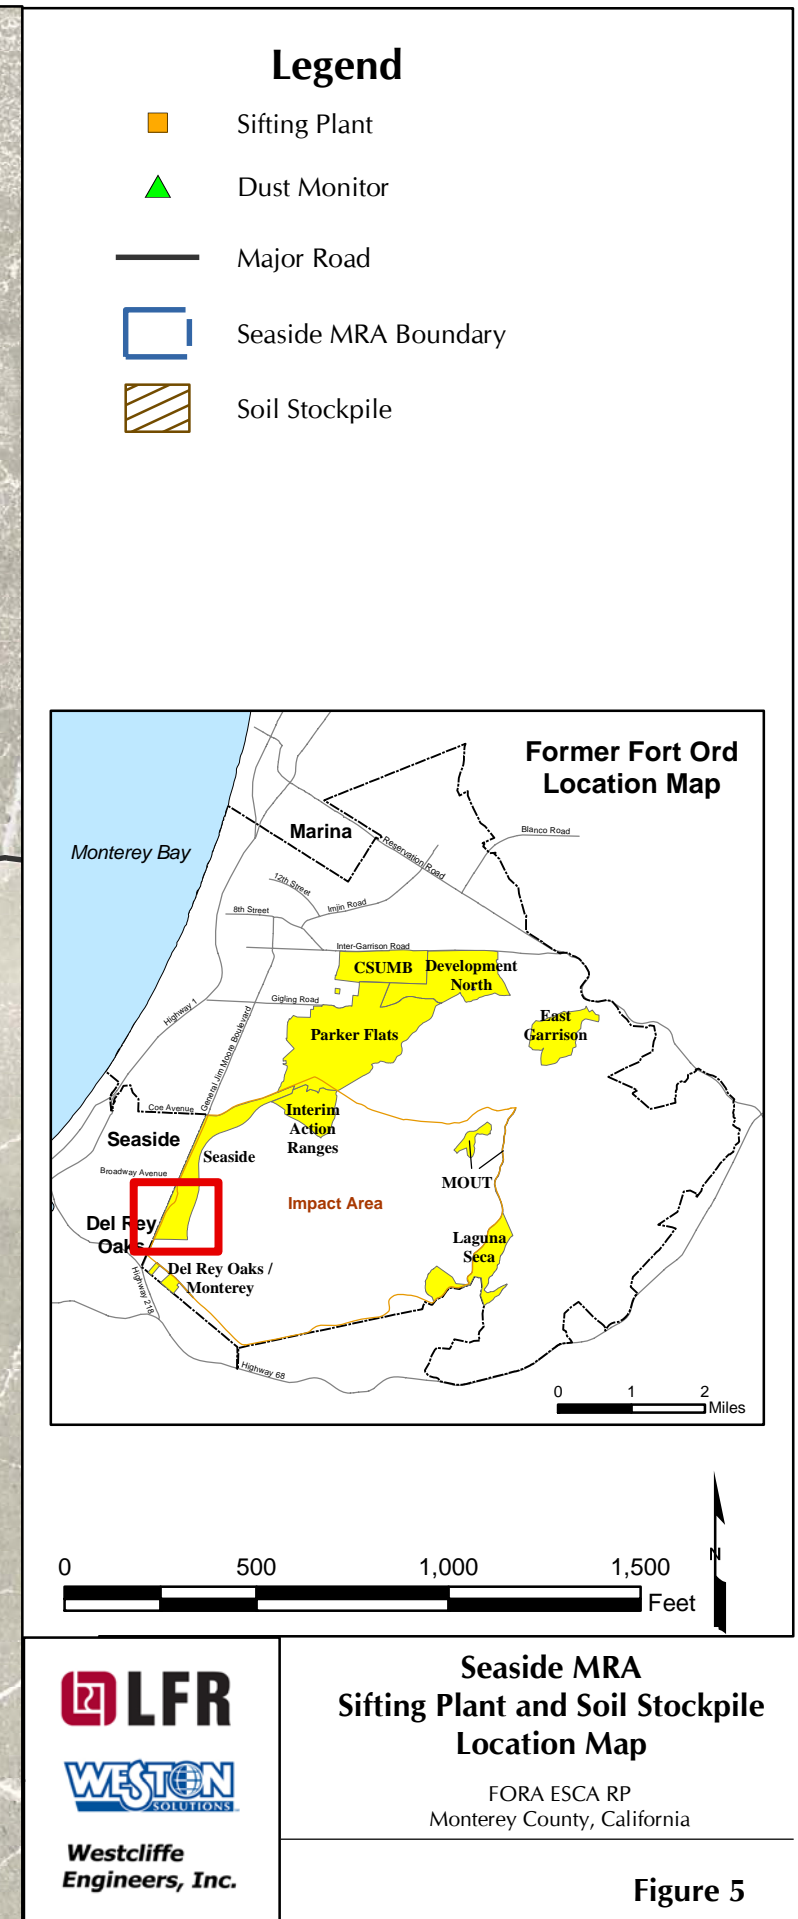 Legend
Sifting Plant
Dust Monitor
Major Road
Seaside MRA Boundary
Soil Stockpile
Former Fort Ord
Location Map
Marina
Monterey Bay
Blanco Road
Reservation Road
12th Street
Imjin Road
8th Street
Inter-Garrison Road
CSUMB
Development
North
Gigling Road
Highway 1
General Jim Moore Boulevard
Parker Flats
East
Garrison
Coe Avenue
Interim
Action
Ranges
Seaside
Seaside
Broadway Avenue
MOUT
Impact Area
Del Rey
Oaks
Laguna
Seca
Del Rey Oaks /
Monterey
Highway 218
Highway 68
0 1 2
Miles
N
0 500 1,000 1,500
Feet
LFR
WESTON
SOLUTIONS
Westcliffe
Engineers, Inc.
Seaside MRA
Sifting Plant and Soil Stockpile
Location Map
FORA ESCA RP
Monterey County, California
Figure 5